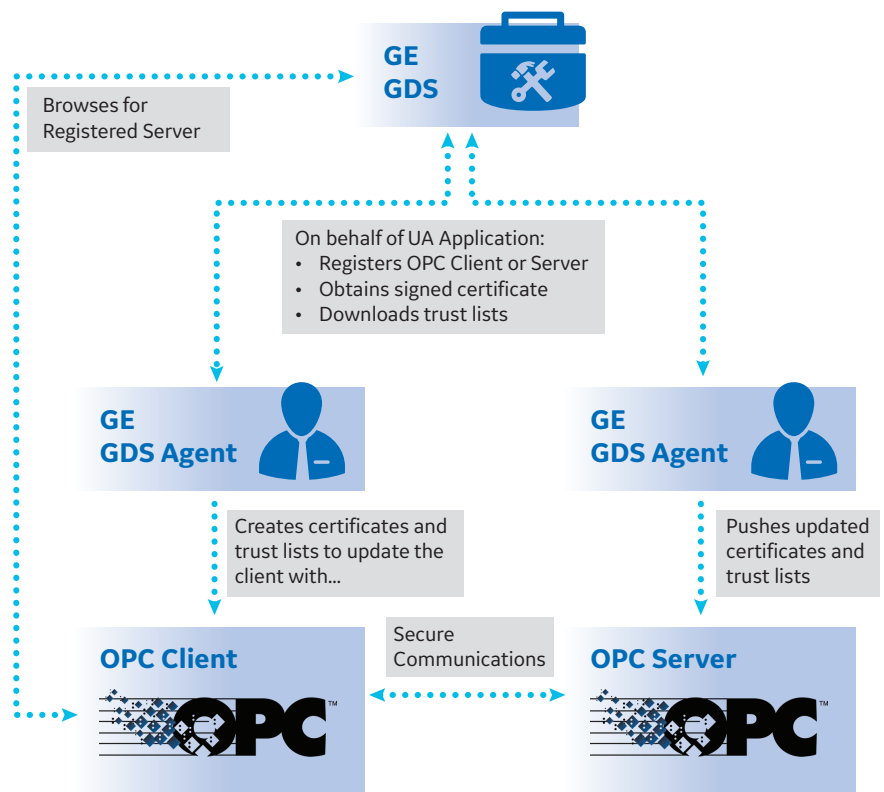 GE
GDS
Browses for
Registered Server
On behalf of UA Application:
• Registers OPC Client or Server
• Obtains signed certificate
• Downloads trust lists
GE
GDS Agent
GE
GDS Agent
Creates certificates and
trust lists to update the
client with...
Pushes updated
certificates and
trust lists
Secure
Communications
OPC Client
OPC Server
OPC™
OPC™